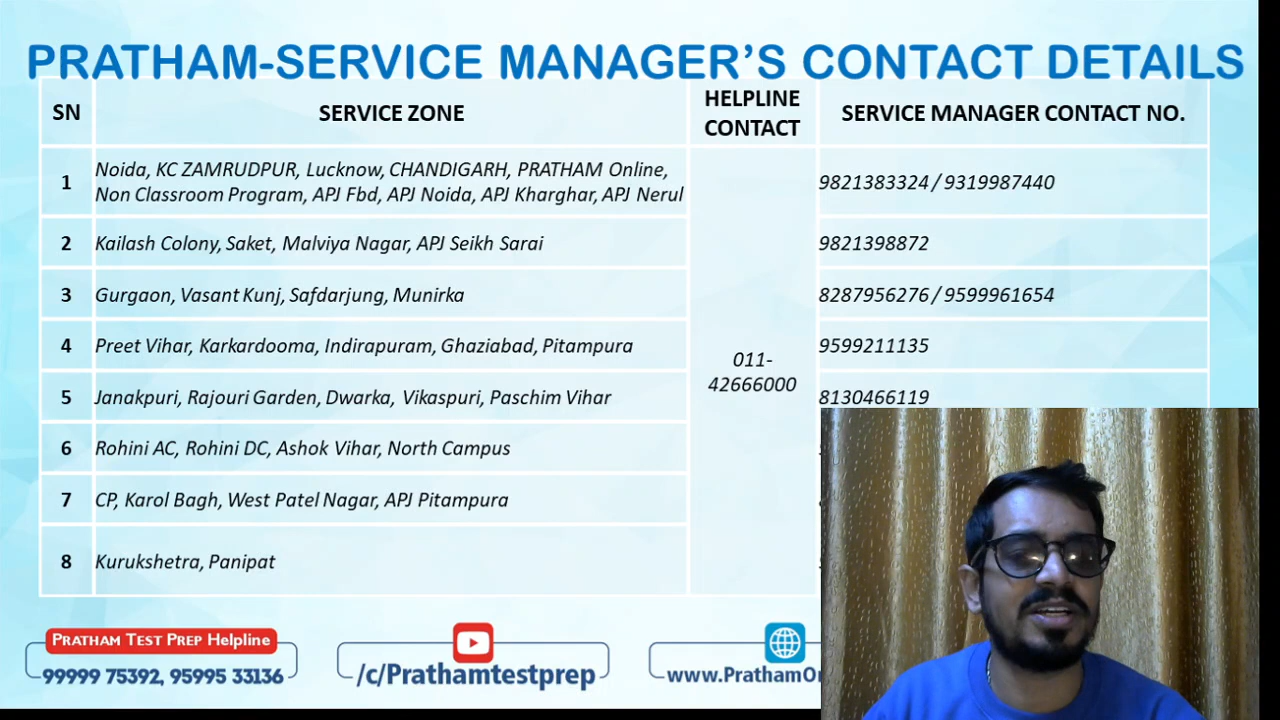 PRATHAM-SERVICE MANAGER'S CONTACT DETAILS
SN SERVICE ZONE HELPLINE CONTACT SERVICE MANAGER CONTACT NO.
1 Noida, KC ZAMRUDPUR, Lucknow, CHANDIGARH, PRATHAM Online, 9821383324 / 9319987440
Non Classroom Program, APJ Fbd, APJ Noida, APJ Kharghar, APJ Nerul
2 Kailash Colony, Saket, Malviya Nagar, APJ Seikh Sarai 9821398872
3 Gurgaon, Vasant Kunj, Safdarjung, Munirka 8287956276 / 9599961654
4 Preet Vihar, Karkardooma, Indirapuram, Ghaziabad, Pitampura 9599211135
011-
42666000
5 Janakpuri, Rajouri Garden, Dwarka, Vikaspuri, Paschim Vihar 8130466119
6 Rohini AC, Rohini DC, Ashok Vihar, North Campus
7 CP, Karol Bagh, West Patel Nagar, APJ Pitampura
8 Kurukshetra, Panipat
PRATHAM TEST PREP Helpline
99999 75392, 95995 33136
/c/Prathamtestprep